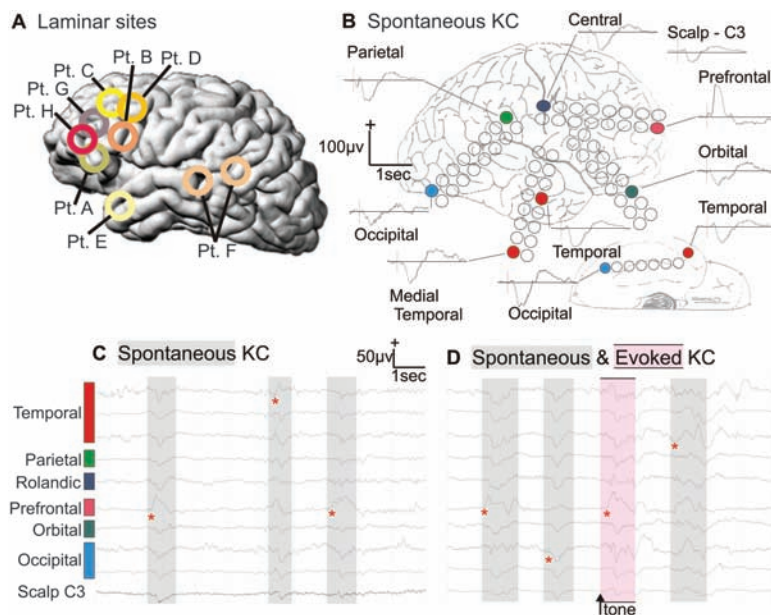 A Laminar sites
Pt. B
Pt. C
Pt. D
Pt. G
Pt. H
Pt. A
Pt. E
Pt. F
B Spontaneous KC
Central
Scalp - C3
Parietal
Prefrontal
+
100µv
1sec
Orbital
Occipital
Temporal
Temporal
Medial
Temporal
Occipital
C Spontaneous KC
+
50µv
1sec
D Spontaneous & Evoked KC
Temporal
Parietal
Rolandic
Prefrontal
Orbital
Occipital
Scalp C3
*
*
*
*
*
*
*
tone